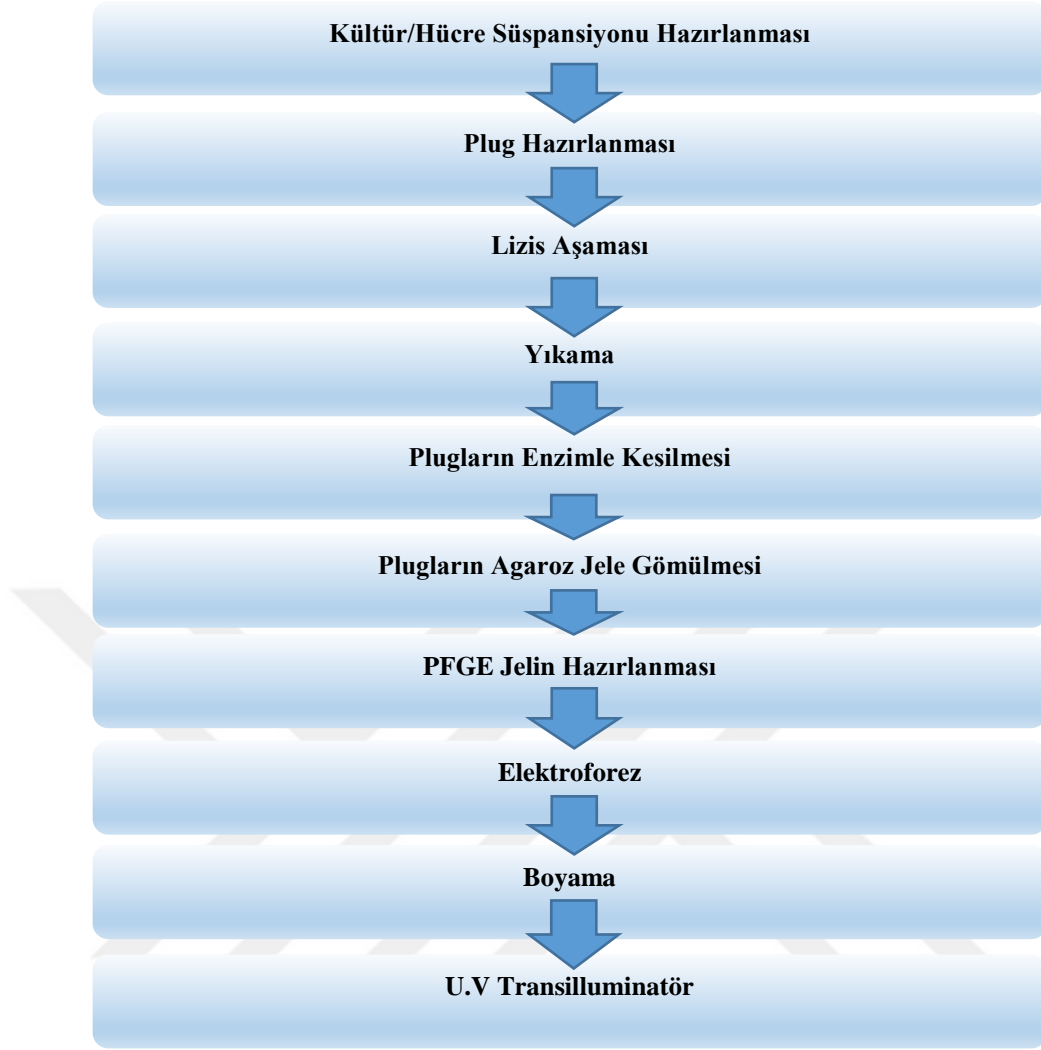 Kültür/Hücre Süspansiyonu Hazırlanması
Plug Hazırlanması
Lizis Aşaması
Yıkama
Plugların Enzimle Kesilmesi
Plugların Agaroz Jele Gömülmesi
PFGE Jelin Hazırlanması
Elektroforez
Boyama
U.V Transilluminatör